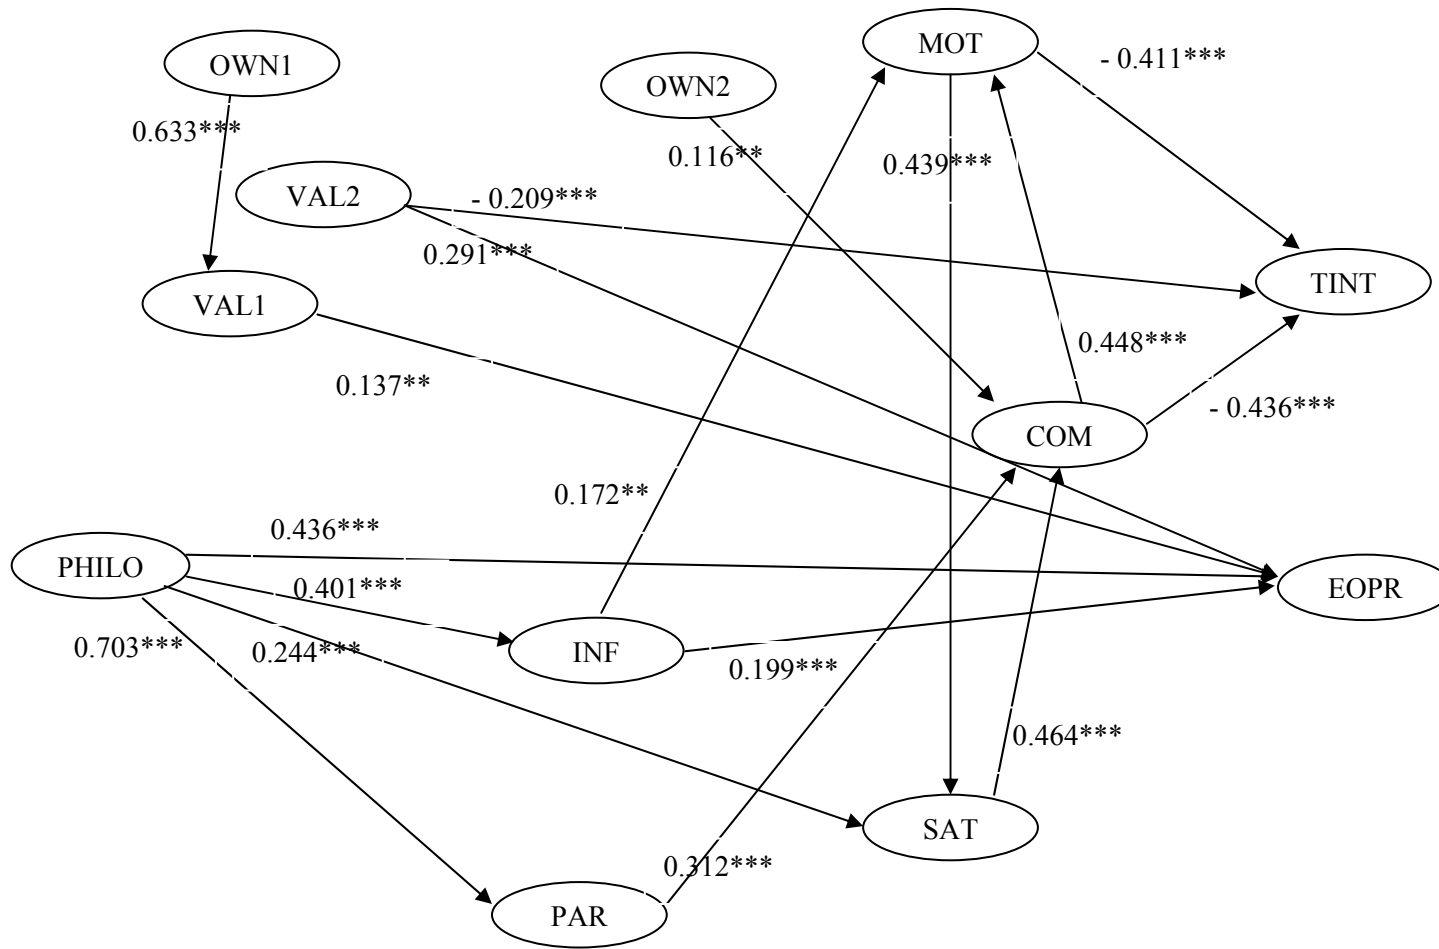 MOT
- 0.411***
OWN1
OWN2
0.633***
0.116**
0.439***
VAL2
- 0.209***
0.291***
TINT
VAL1
0.448***
0.137**
- 0.436***
COM
0.172**
0.436***
PHILO
0.401***
EOPR
0.703***
0.244***
INF
0.199***
0.464***
SAT
0.312***
PAR